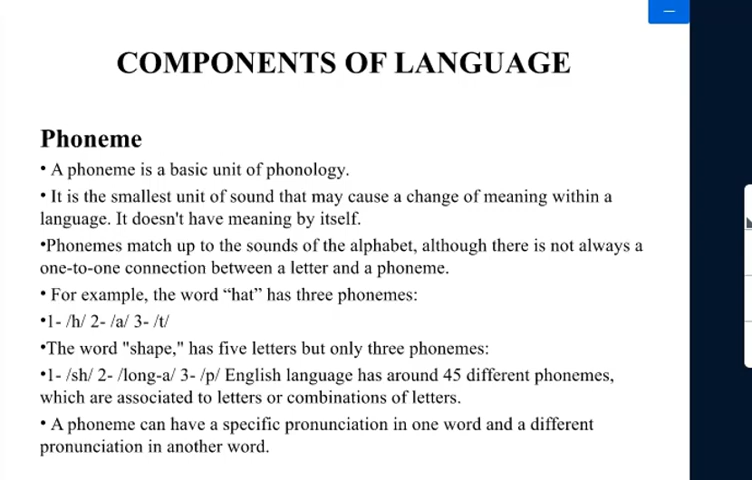 COMPONENTS OF LANGUAGE
Phoneme
• A phoneme is a basic unit of phonology.
• It is the smallest unit of sound that may cause a change of meaning within a
language. It doesn't have meaning by itself.
•Phonemes match up to the sounds of the alphabet, although there is not always a
one-to-one connection between a letter and a phoneme.
• For example, the word “hat” has three phonemes:
•1- /h/ 2- /a/ 3- /t/
•The word "shape," has five letters but only three phonemes:
•1- /sh/ 2- /long-a/ 3- /p/ English language has around 45 different phonemes,
which are associated to letters or combinations of letters.
• A phoneme can have a specific pronunciation in one word and a different
pronunciation in another word.